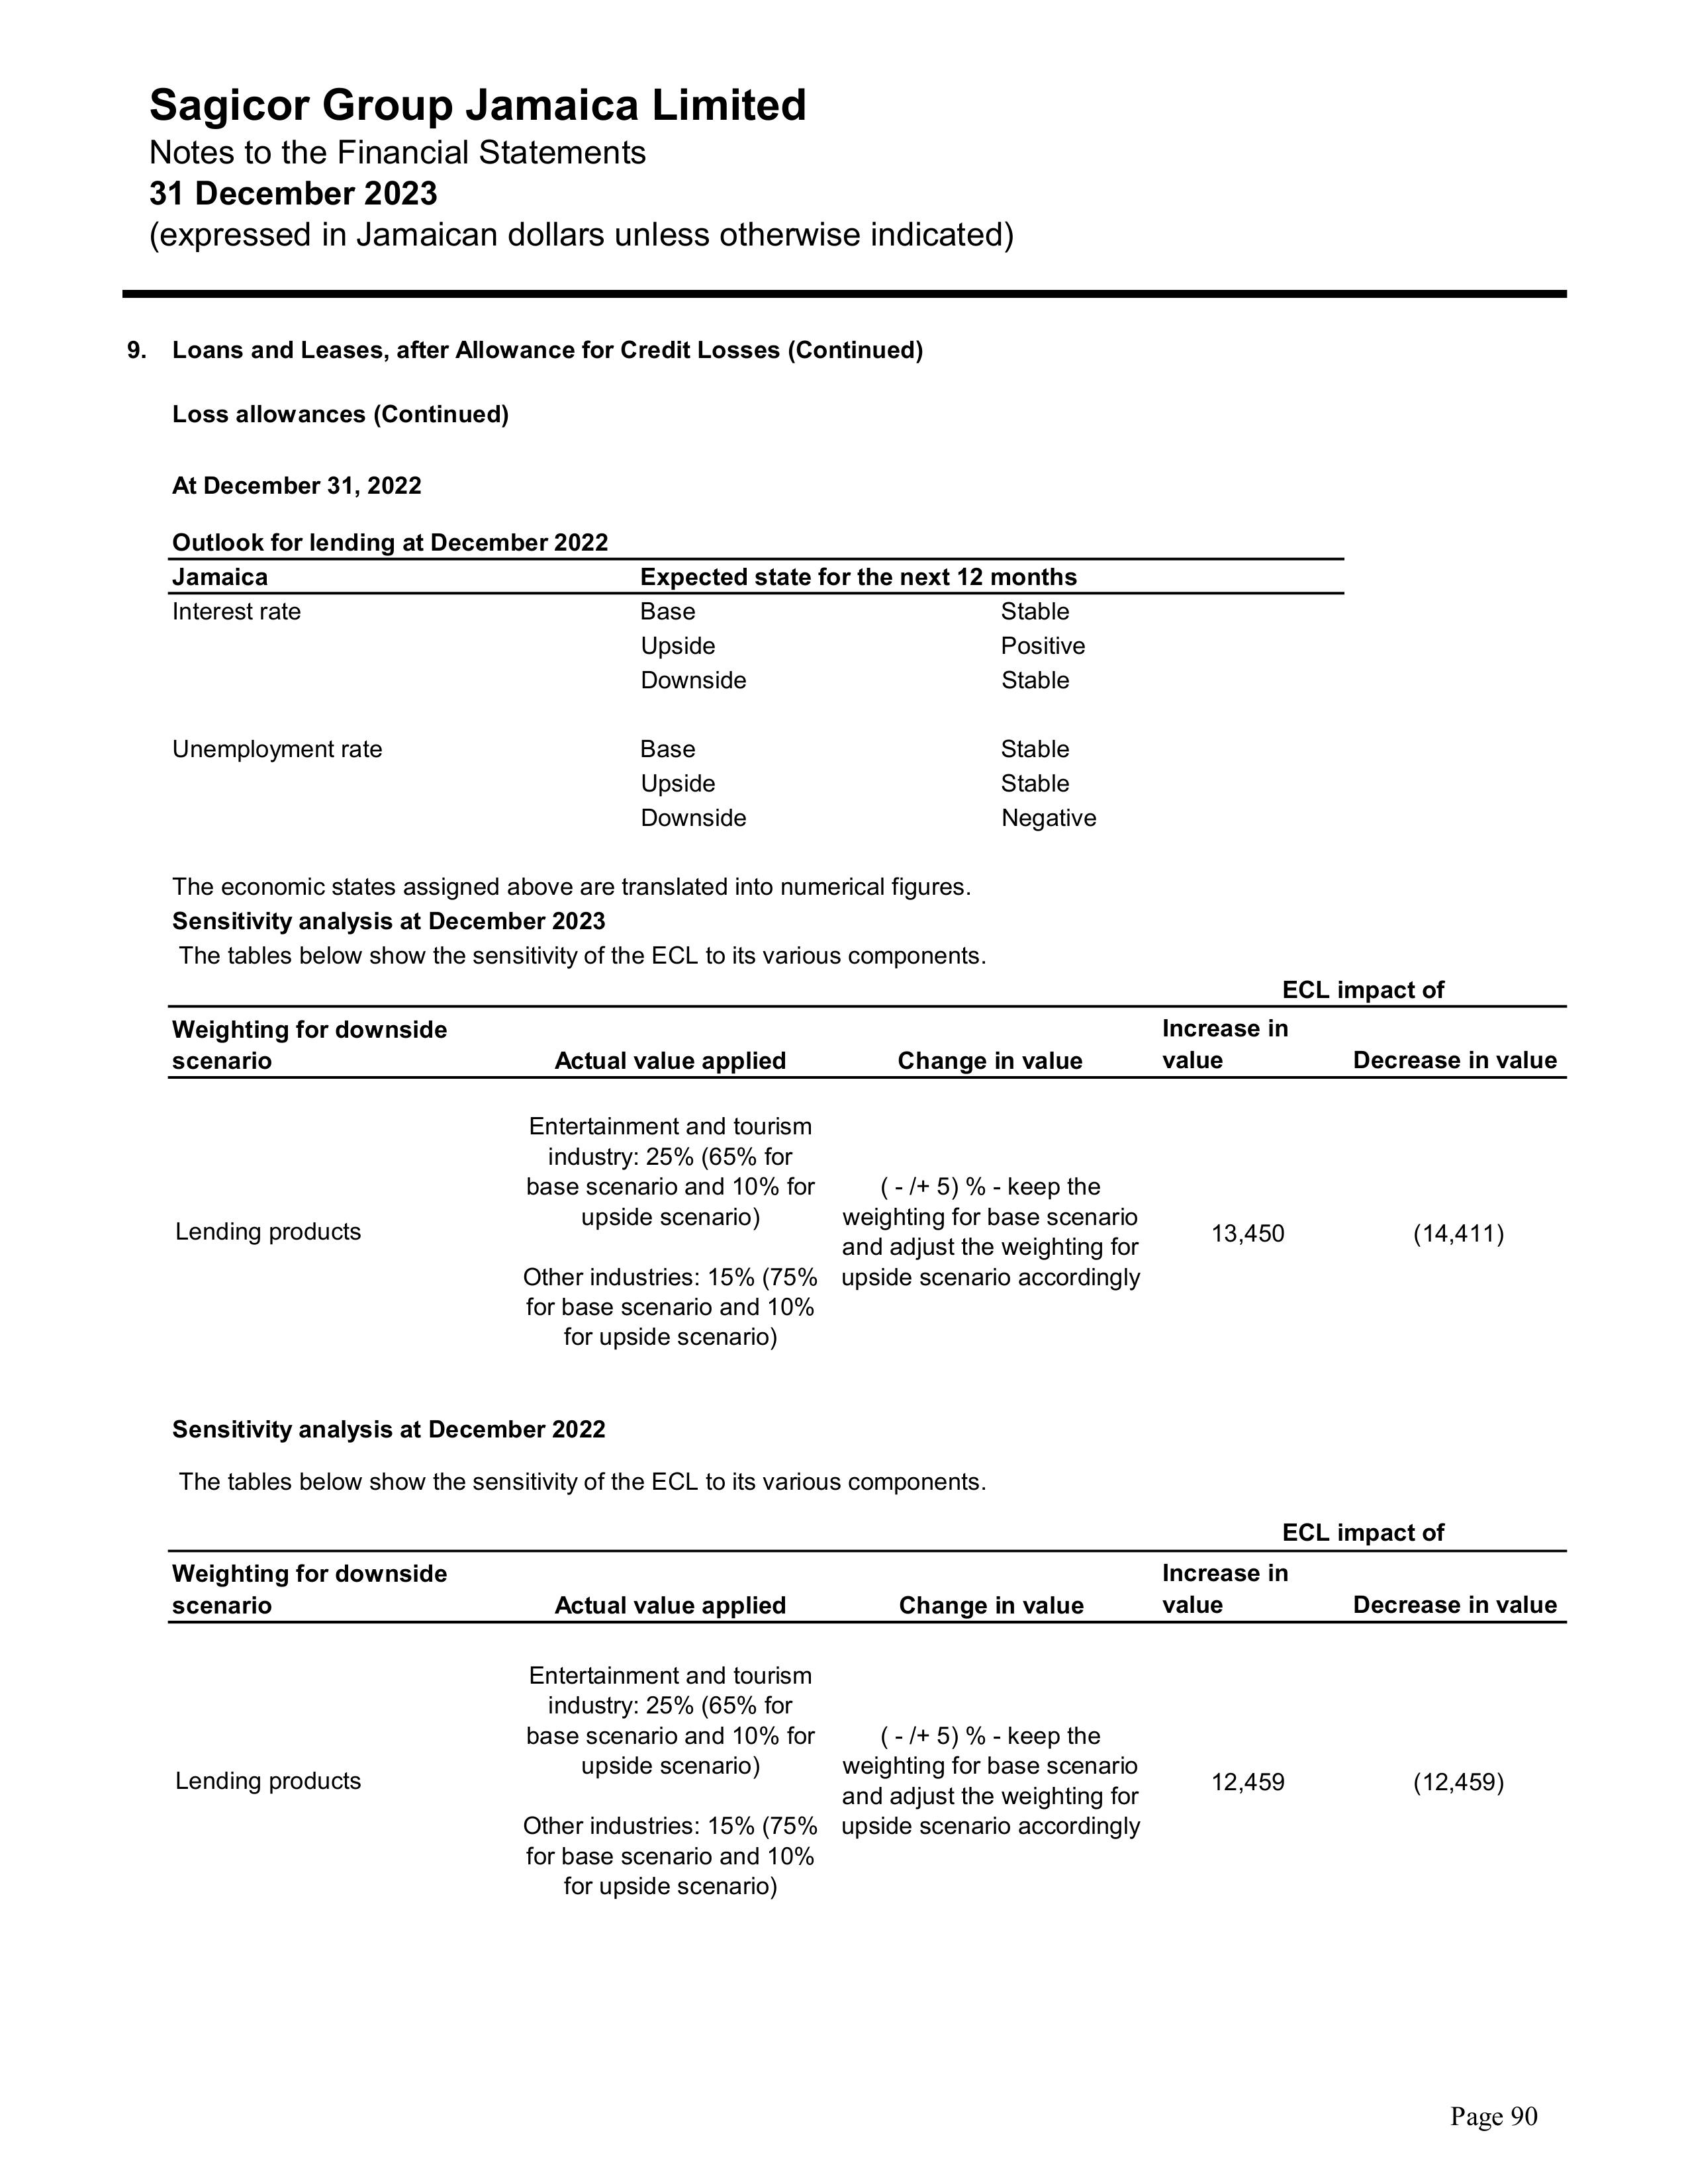 Sagicor Group Jamaica Limited
Notes to the Financial Statements
31 December 2023
(expressed in Jamaican dollars unless otherwise indicated)
9. Loans and Leases, after Allowance for Credit Losses (Continued)
Loss allowances (Continued)
At December 31, 2022
Outlook for lending at December 2022
Jamaica Expected state for the next 12 months
Interest rate Base Stable
Upside Positive
Downside Stable
Unemployment rate Base Stable
Upside Stable
Downside Negative
The economic states assigned above are translated into numerical figures.
Sensitivity analysis at December 2023
The tables below show the sensitivity of the ECL to its various components.
ECL impact of
Weighting for downside
scenario
Actual value applied
Change in value
Increase in
value
Decrease in value
Lending products
Entertainment and tourism
industry: 25% (65% for
base scenario and 10% for
upside scenario)
Other industries: 15% (75%
for base scenario and 10%
for upside scenario)
( - /+ 5) % - keep the
weighting for base scenario
and adjust the weighting for
upside scenario accordingly
13,450
(14,411)
Sensitivity analysis at December 2022
The tables below show the sensitivity of the ECL to its various components.
ECL impact of
Weighting for downside
scenario
Actual value applied
Change in value
Increase in
value
Decrease in value
Lending products
Entertainment and tourism
industry: 25% (65% for
base scenario and 10% for
upside scenario)
Other industries: 15% (75%
for base scenario and 10%
for upside scenario)
( - /+ 5) % - keep the
weighting for base scenario
and adjust the weighting for
upside scenario accordingly
12,459
(12,459)
Page 90